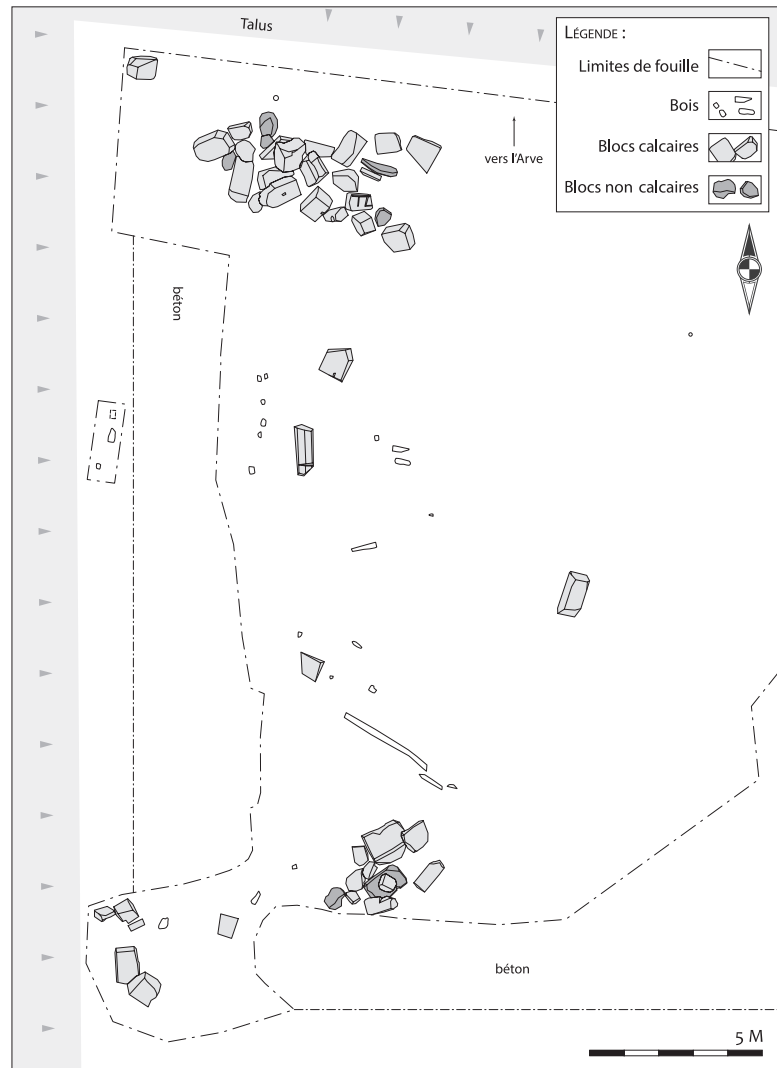 Talus
LÉGENDE :
Limites de fouille
Bois
Blocs calcaires
Blocs non calcaires
vers l'Arve
béton
béton
5 M